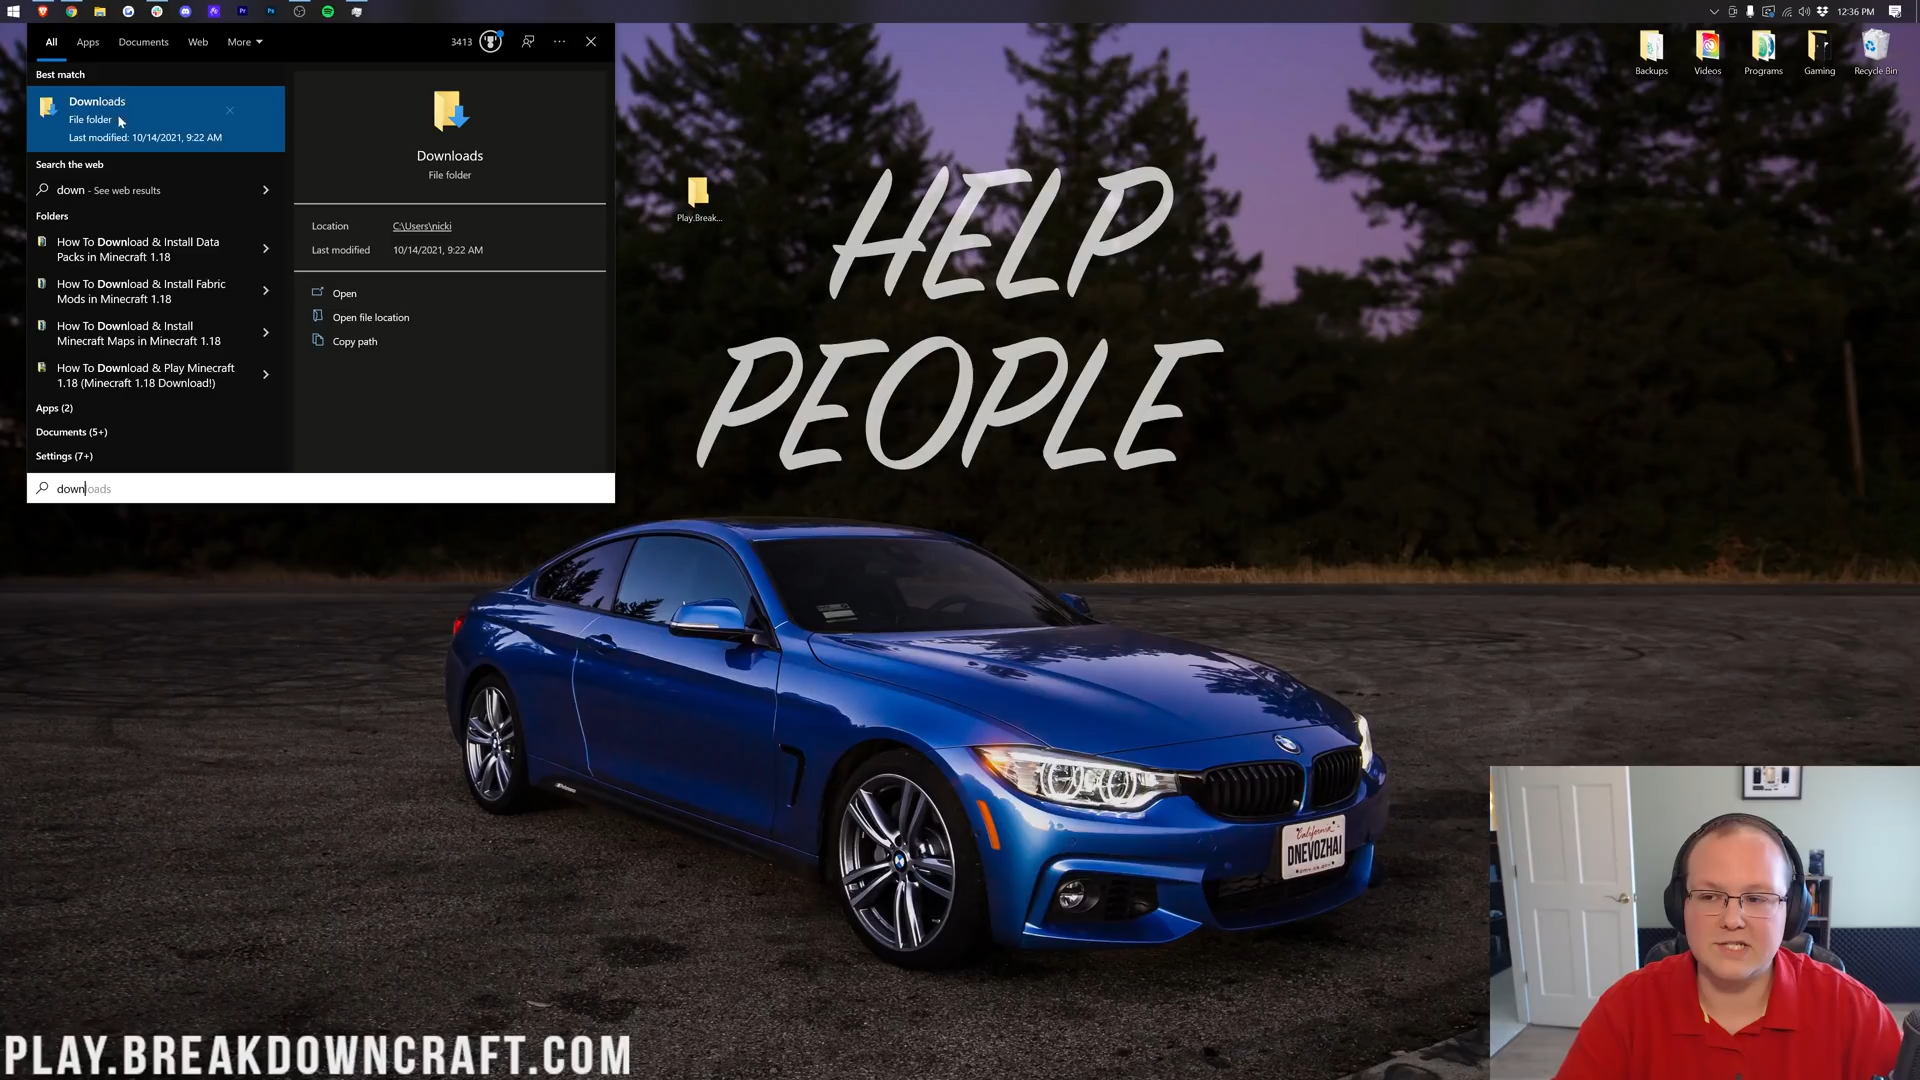 12:36 PM
All
Apps
Documents
Web
More
3413
Best match
Downloads
File folder
Last modified: 10/14/2021, 9:22 AM
Search the web
down - See web results
Folders
How To Download & Install Data
Packs in Minecraft 1.18
How To Download & Install Fabric
Mods in Minecraft 1.18
How To Download & Install
Minecraft Maps in Minecraft 1.18
How To Download & Play Minecraft
1.18 (Minecraft 1.18 Download!)
Apps (2)
Documents (5+)
Settings (7+)
downloads
Downloads
File folder
Location C:\Users\nicki
Last modified 10/14/2021, 9:22 AM
Open
Open file location
Copy path
Play.Break...
Backups
Videos
Programs
Gaming
Recycle Bin
HELP
PEOPLE
California
DNEVOZHAI
PLAY.BREAKDOWNCRAFT.COM